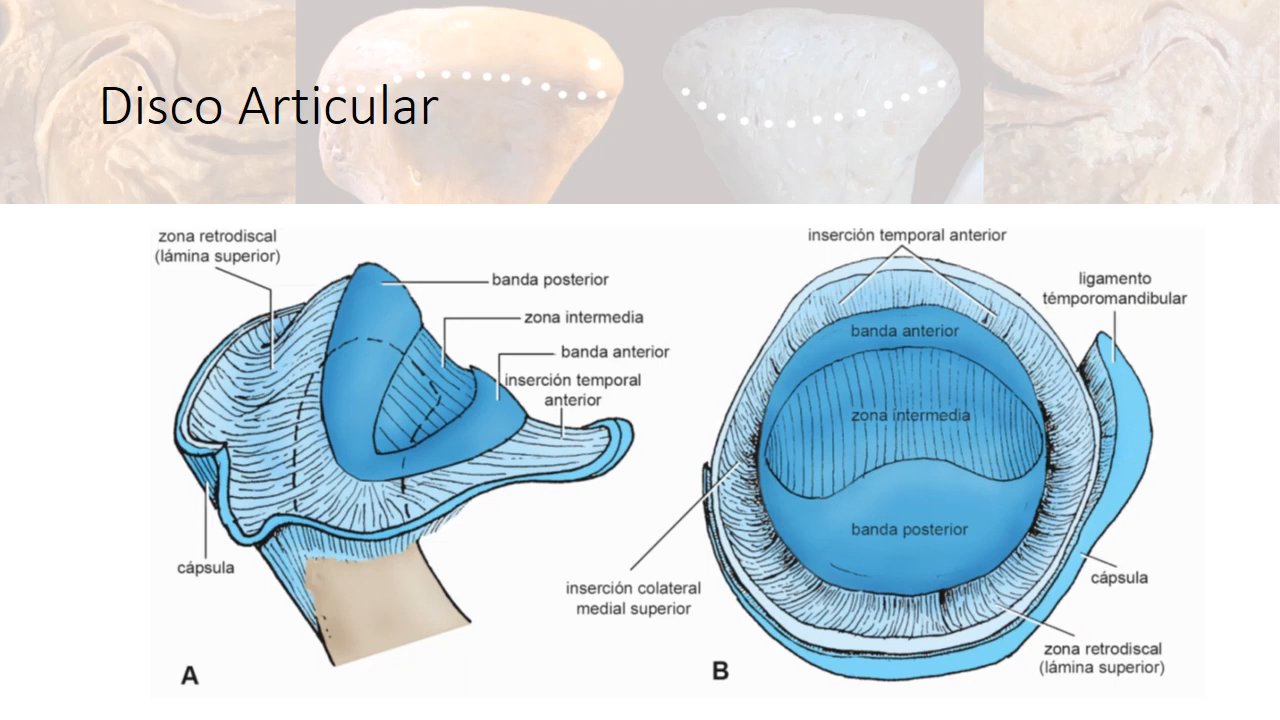 Disco Articular
zona retrodiscal
(lámina superior)
banda posterior
zona intermedia
banda anterior
inserción temporal
anterior
cápsula
A
inserción temporal anterior
ligamento
témporomandibular
banda anterior
zona intermedia
banda posterior
inserción colateral
medial superior
cápsula
zona retrodiscal
(lámina superior)
B